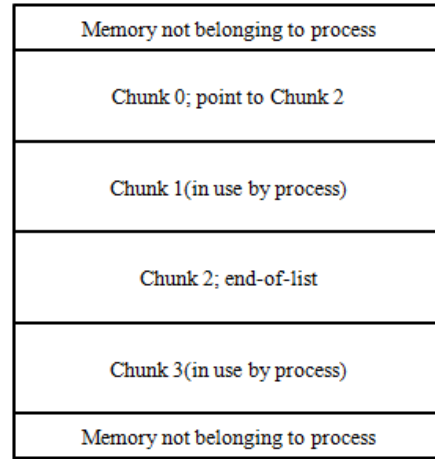 Memory not belonging to process
Chunk 0; point to Chunk 2
Chunk 1(in use by process)
Chunk 2; end-of-list
Chunk 3(in use by process)
Memory not belonging to process